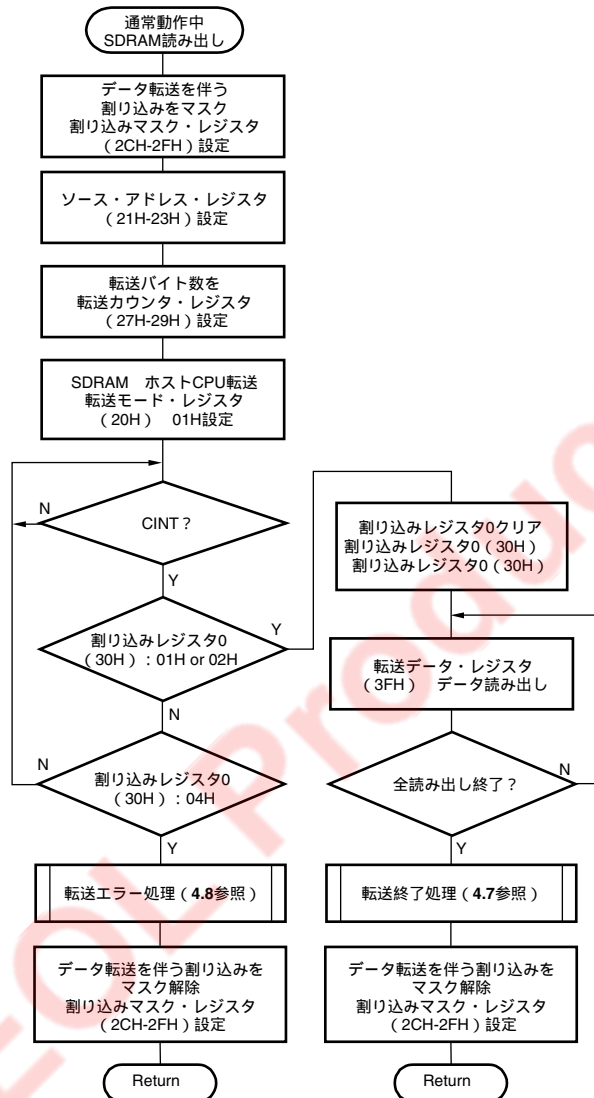 通常動作中
SDRAM読み出し
データ転送を伴う
割り込みをマスク
割り込みマスク・レジスタ
（2CH-2FH）設定
ソース・アドレス・レジスタ
（21H-23H）設定
転送バイト数を
転送カウンタ・レジスタ
（27H-29H）設定
SDRAM　ホストCPU転送
転送モード・レジスタ
（20H）　01H設定
CINT？
N
Y
割り込みレジスタ0
（30H）：01H or 02H
Y
N
割り込みレジスタ0
（30H）：04H
N
Y
転送エラー処理（4.8参照）
データ転送を伴う割り込みを
マスク解除
割り込みマスク・レジスタ
（2CH-2FH）設定
Return
割り込みレジスタ0クリア
割り込みレジスタ0（30H）
割り込みレジスタ0（30H）
転送データ・レジスタ
（3FH）　データ読み出し
全読み出し終了？
N
Y
転送終了処理（4.7参照）
データ転送を伴う割り込みを
マスク解除
割り込みマスク・レジスタ
（2CH-2FH）設定
Return
EOL Produc